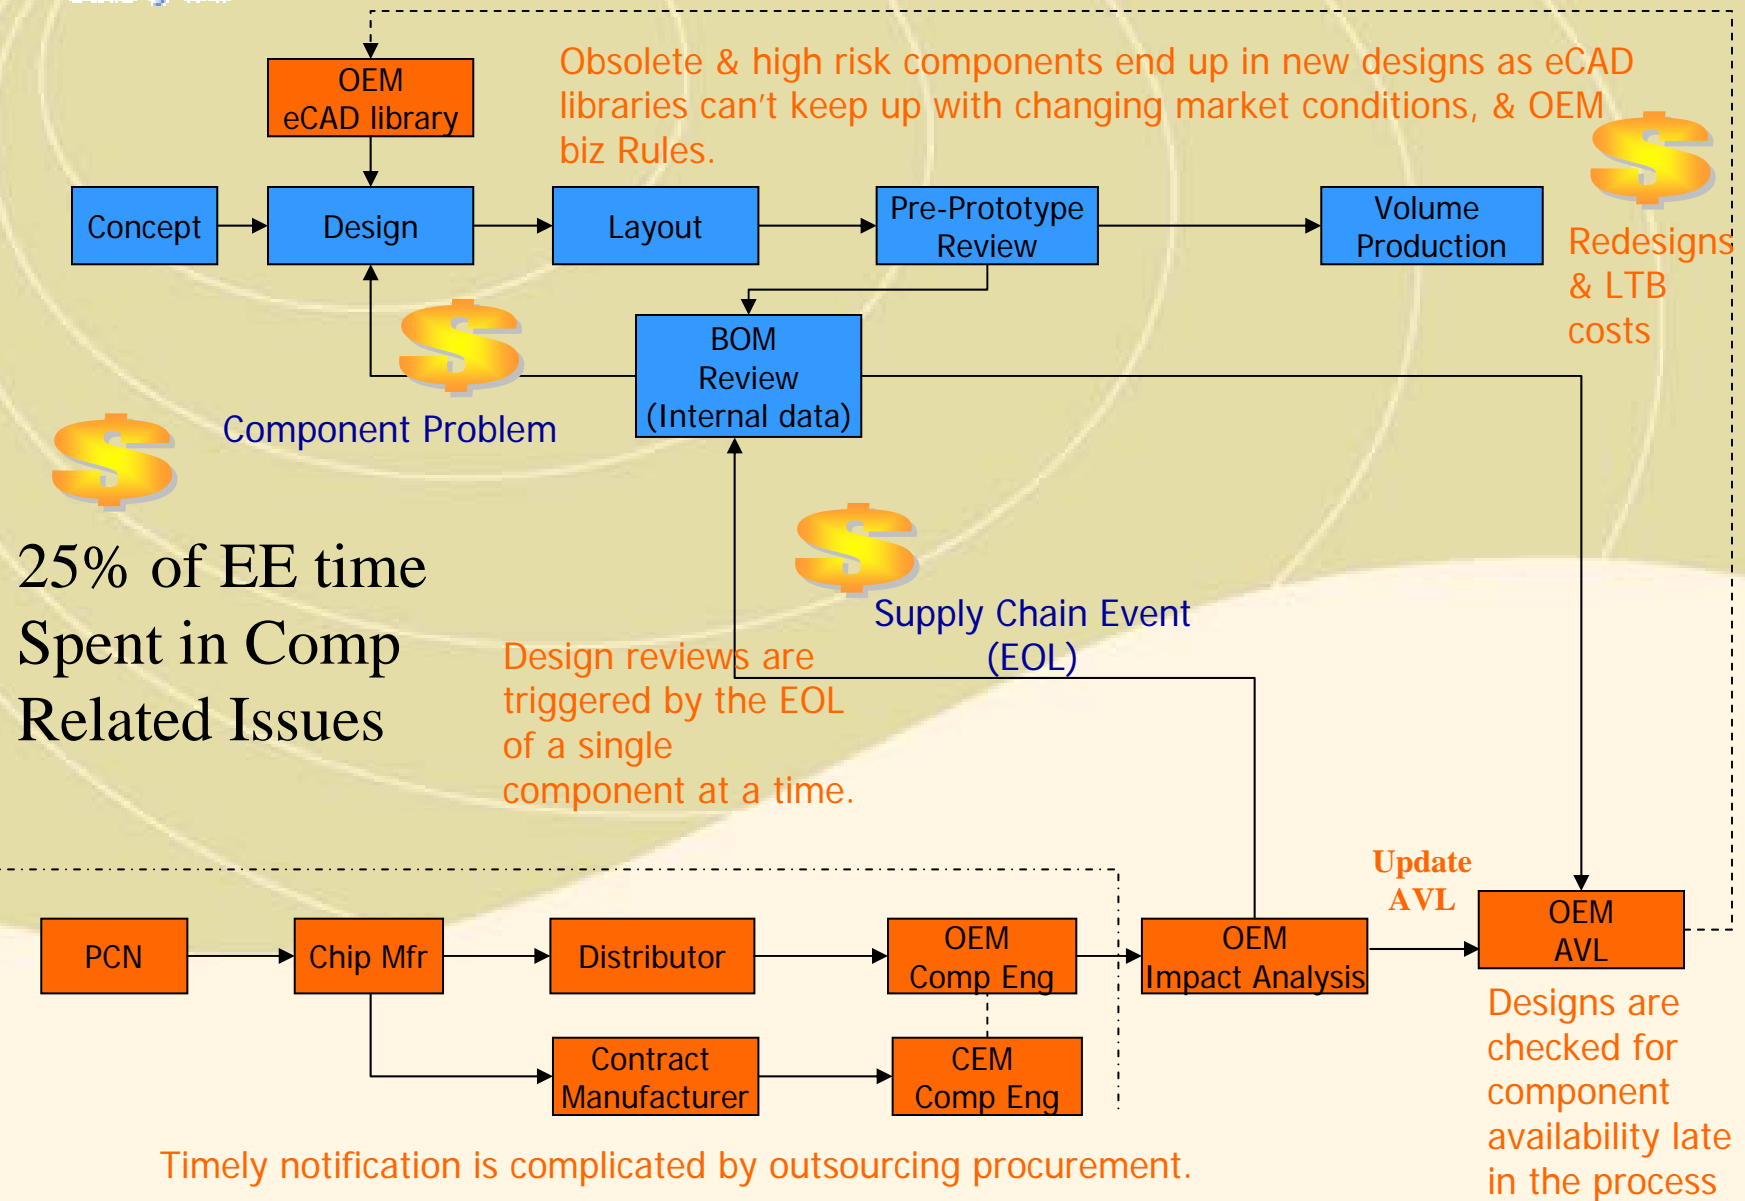 OEM
eCAD library
Obsolete & high risk components end up in new designs as eCAD
libraries can't keep up with changing market conditions, & OEM
biz Rules.
Concept
Design
Layout
Pre-Prototype
Review
Volume
Production
Redesigns
& LTB
costs
BOM
Review
(Internal data)
Component Problem
25% of EE time
Spent in Comp
Related Issues
Supply Chain Event
(EOL)
Design reviews are
triggered by the EOL
of a single
component at a time.
Update
AVL
PCN
Chip Mfr
Distributor
OEM
Comp Eng
OEM
Impact Analysis
OEM
AVL
Contract
Manufacturer
CEM
Comp Eng
Designs are
checked for
component
availability late
in the process
Timely notification is complicated by outsourcing procurement.